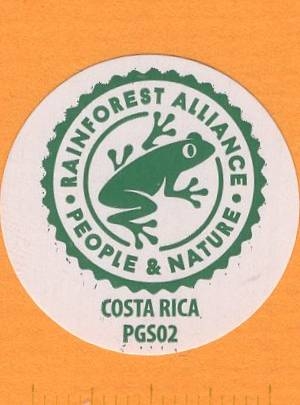 RAINFOREST ALLIANCE
• PEOPLE & NATURE •
COSTA RICA
PGS02